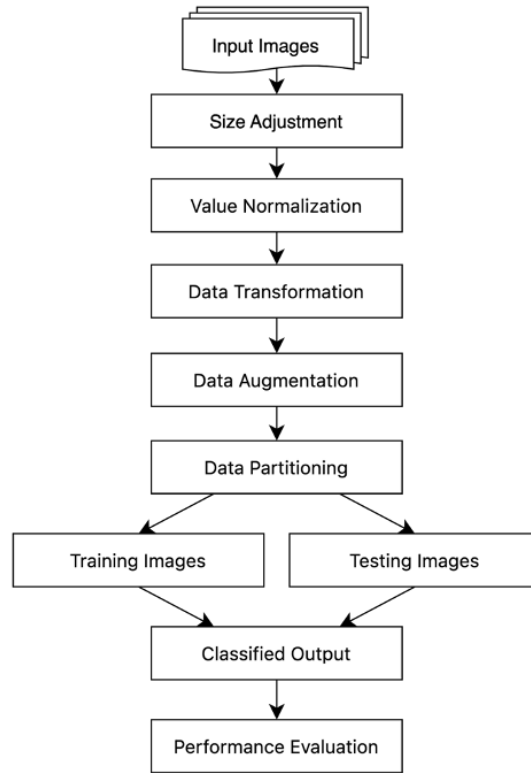 Input Images
Size Adjustment
Value Normalization
Data Transformation
Data Augmentation
Data Partitioning
Training Images
Testing Images
Classified Output
Performance Evaluation